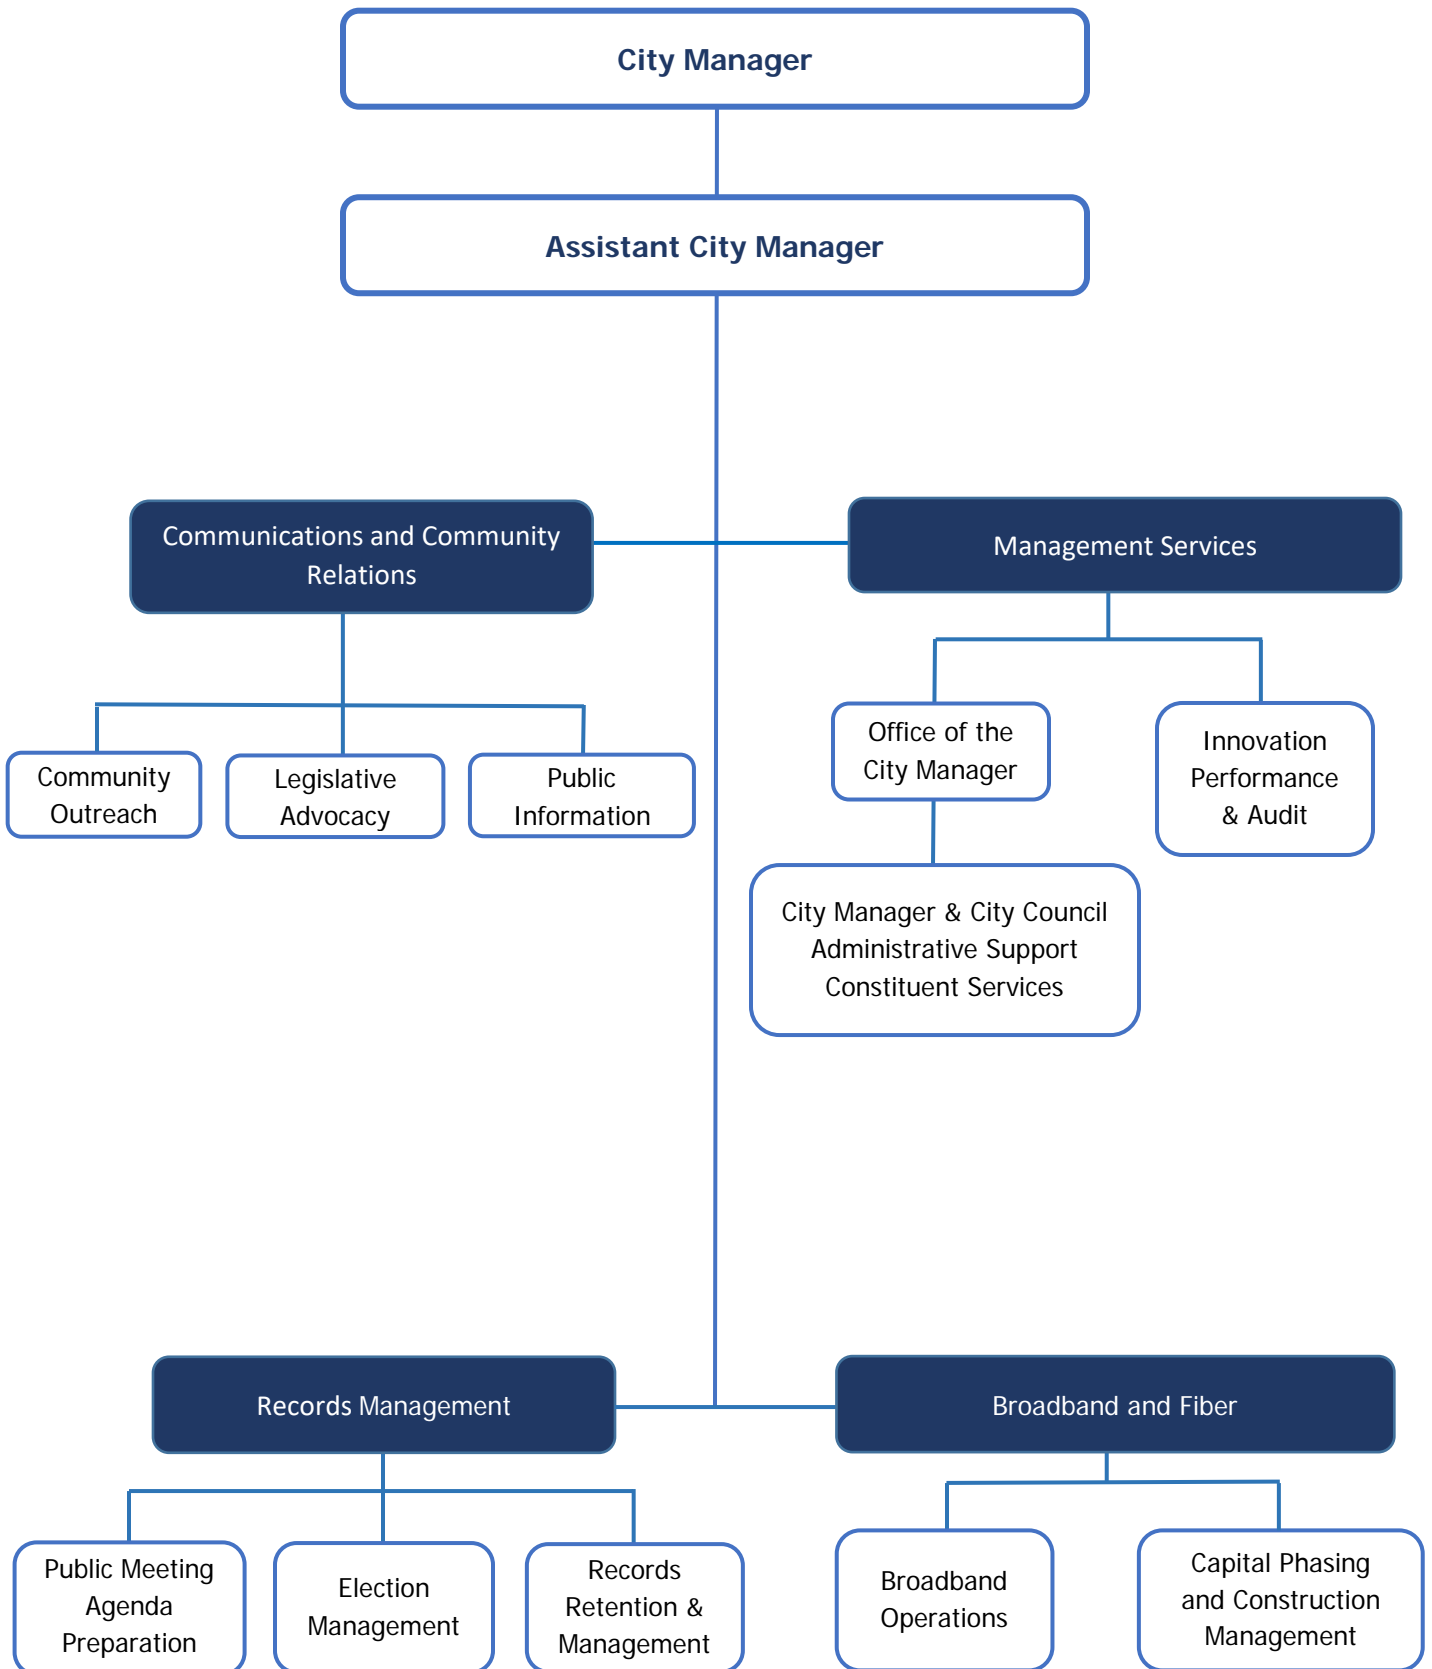 City Manager
Assistant City Manager
Communications and Community
Relations
Management Services
Community
Outreach
Legislative
Advocacy
Public
Information
Office of the
City Manager
Innovation
Performance
& Audit
City Manager & City Council
Administrative Support
Constituent Services
Records Management
Broadband and Fiber
Public Meeting
Agenda
Preparation
Election
Management
Records
Retention &
Management
Broadband
Operations
Capital Phasing
and Construction
Management